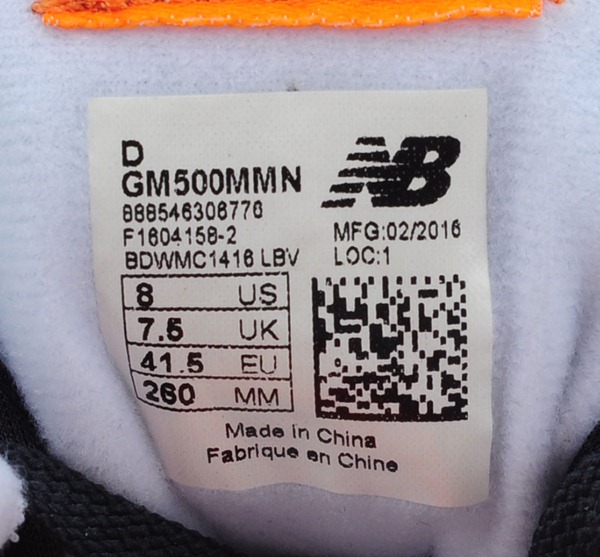 D
GM500MMN
NB
888546306776
F1604158-2
MFG:02/2016
BDWMC1416 LBV
LOC:1
8 US
7.5 UK
41.5 EU
260 MM
Made in China
Fabrique en Chine